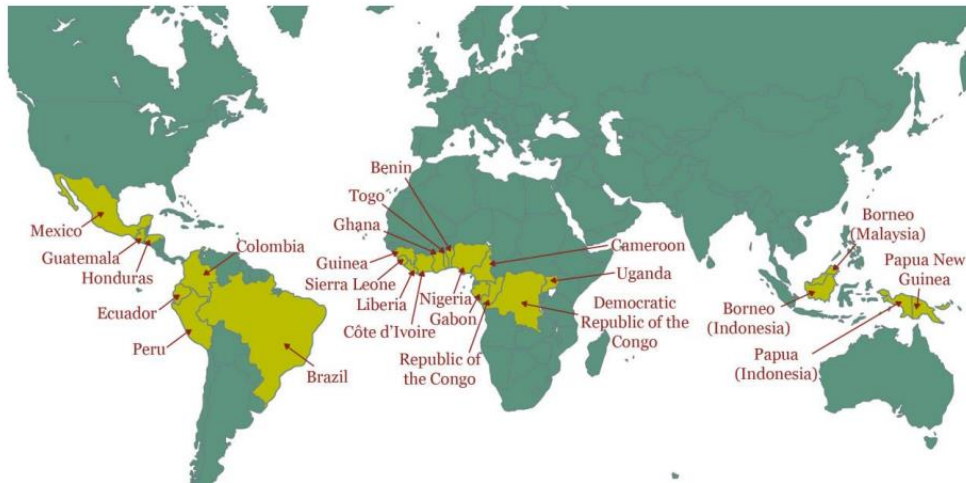 Mexico
Guatemala
Honduras
Colombia
Ecuador
Peru
Brazil
Benin
Togo
Ghana
Guinea
Sierra Leone
Liberia
Côte d'Ivoire
Nigeria
Gabon
Republic of
the Congo
Cameroon
Uganda
Democratic
Republic of the
Congo
Borneo
(Malaysia)
Papua New
Guinea
Borneo
(Indonesia)
Papua
(Indonesia)